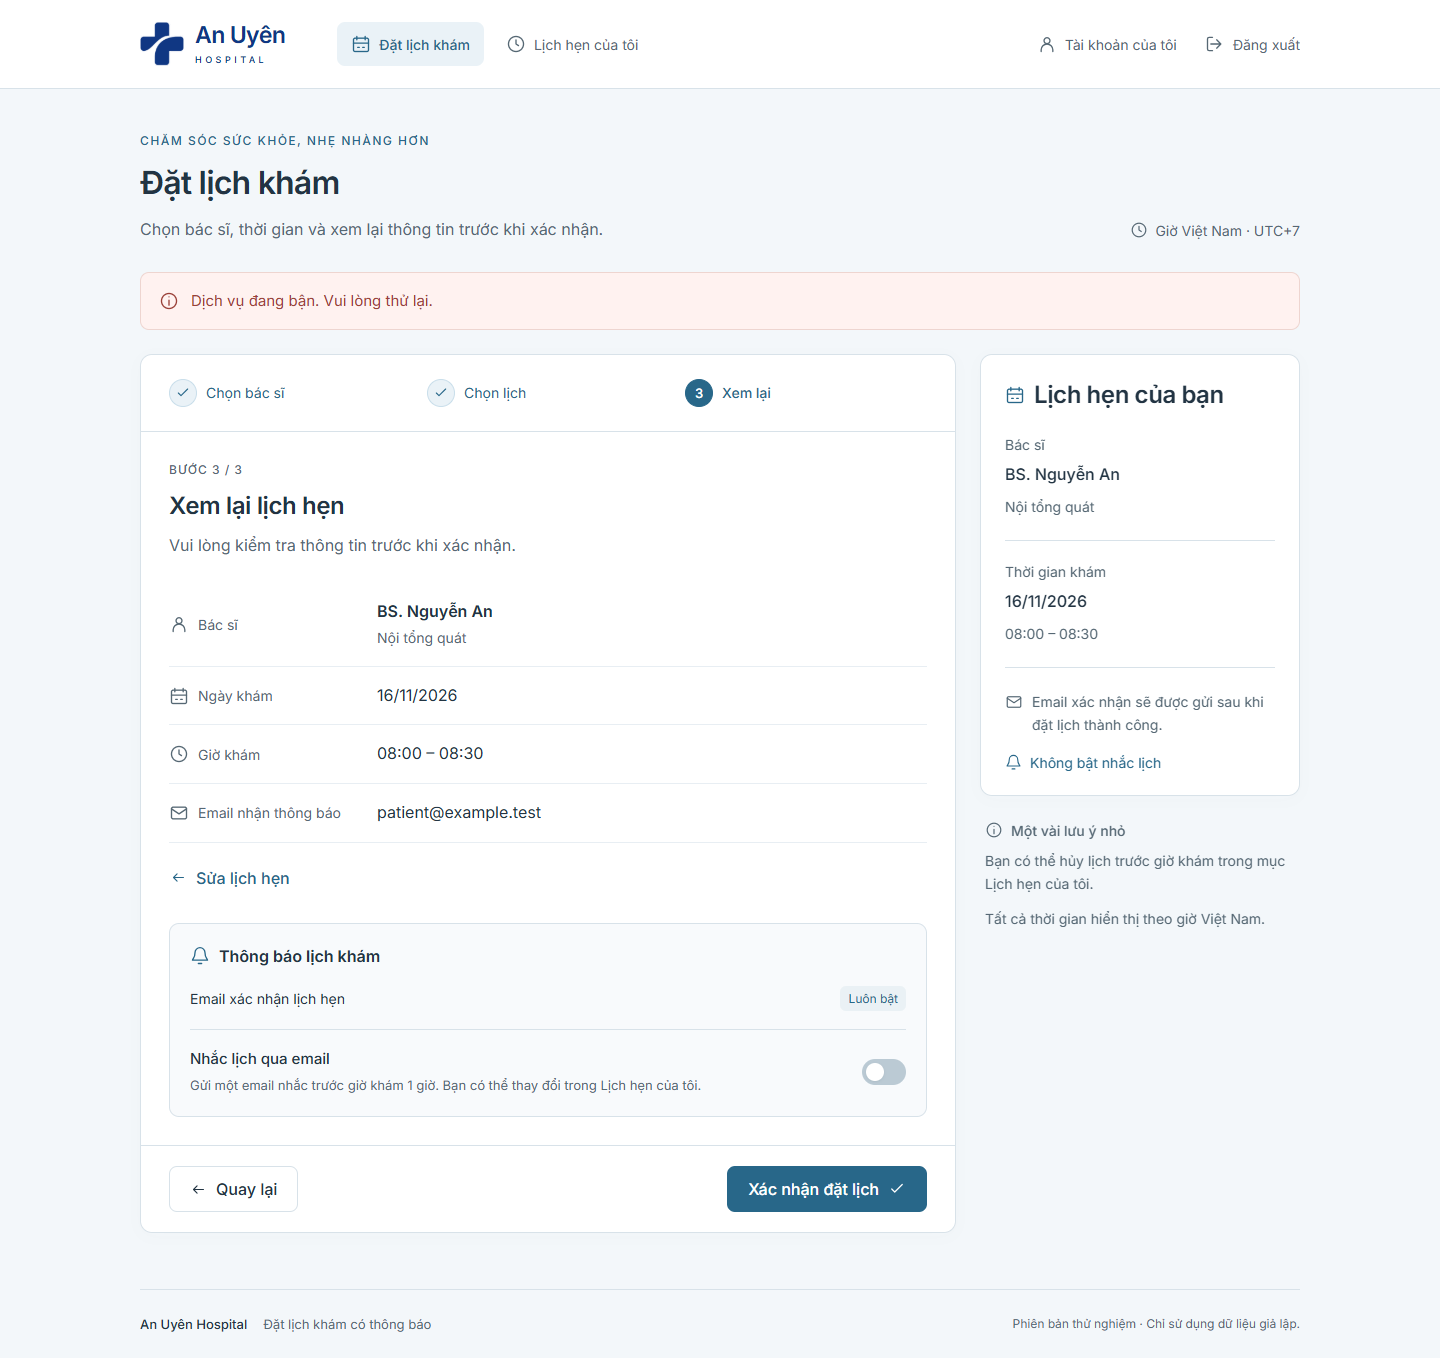 An Uyên
HOSPITAL
Đặt lịch khám
Lịch hẹn của tôi
Tài khoản của tôi
Đăng xuất
CHĂM SÓC SỨC KHỎE, NHẸ NHÀNG HƠN
Đặt lịch khám
Chọn bác sĩ, thời gian và xem lại thông tin trước khi xác nhận.
Giờ Việt Nam · UTC+7
Dịch vụ đang bận. Vui lòng thử lại.
Chọn bác sĩ
Chọn lịch
3 Xem lại
BƯỚC 3 / 3
Xem lại lịch hẹn
Vui lòng kiểm tra thông tin trước khi xác nhận.
Bác sĩ
BS. Nguyễn An
Nội tổng quát
Ngày khám
16/11/2026
Giờ khám
08:00 – 08:30
Email nhận thông báo
patient@example.test
Sửa lịch hẹn
Thông báo lịch khám
Email xác nhận lịch hẹn
Luôn bật
Nhắc lịch qua email
Gửi một email nhắc trước giờ khám 1 giờ. Bạn có thể thay đổi trong Lịch hẹn của tôi.
Quay lại
Xác nhận đặt lịch
Lịch hẹn của bạn
Bác sĩ
BS. Nguyễn An
Nội tổng quát
Thời gian khám
16/11/2026
08:00 – 08:30
Email xác nhận sẽ được gửi sau khi
đặt lịch thành công.
Không bật nhắc lịch
Một vài lưu ý nhỏ
Bạn có thể hủy lịch trước giờ khám trong mục
Lịch hẹn của tôi.
Tất cả thời gian hiển thị theo giờ Việt Nam.
An Uyên Hospital
Đặt lịch khám có thông báo
Phiên bản thử nghiệm · Chỉ sử dụng dữ liệu giả lập.